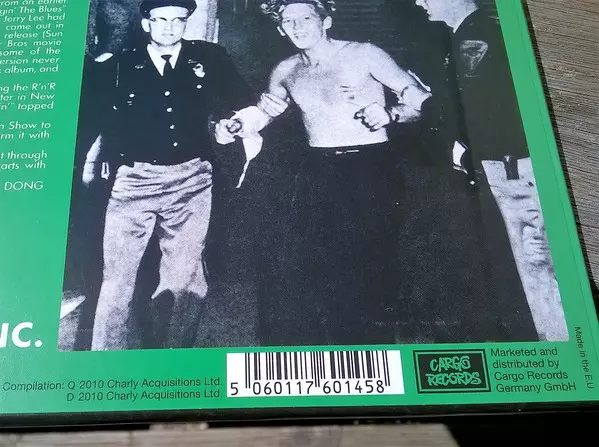 rom an earlier
gin' The Blues"
Jerry Lee had
came out in
release (Sun
r Bros movie
some of the
ersion never
album, and
ng the R'n'R
ter in New
n" topped
n Show to
rm it with
t through
arts with
DONG
IC.
Compilation: Q 2010 Charly Acquisitions Ltd.
D 2010 Charly Acquisitions Ltd.
5 060117 601458
CARGO
RECORDS
Marketed and
distributed by
Cargo Records
Germany GmbH
Made in the E.U.